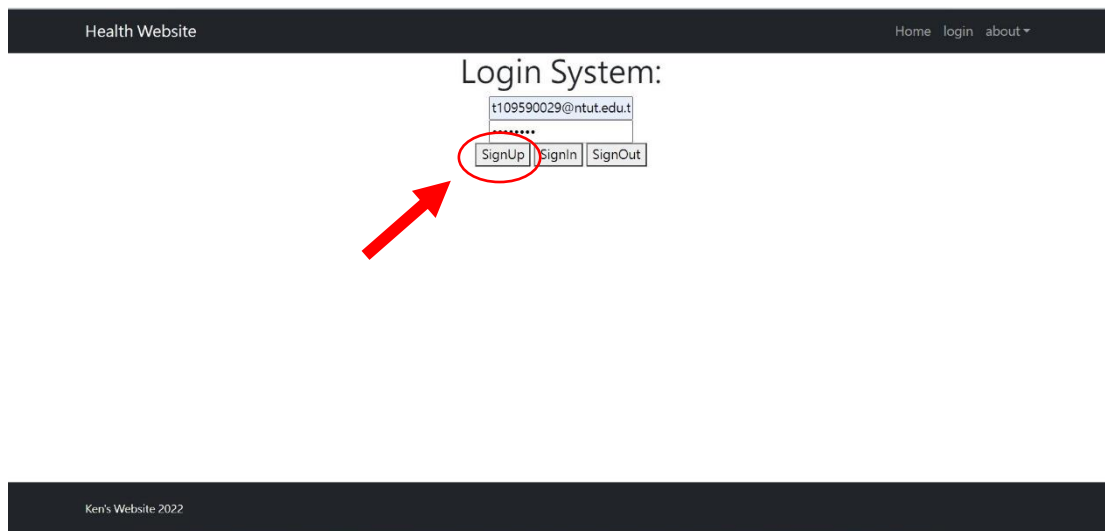 Health Website Home login about
Login System:
t109590029@ntut.edu.t
••••••••
SignUp SignIn SignOut
Ken's Website 2022